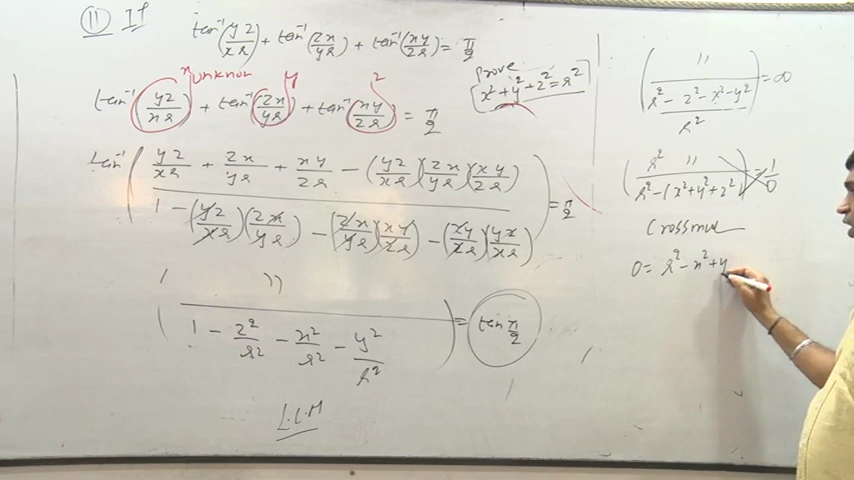 (11) If tan⁻¹(yz/xr) + tan⁻¹(zx/yr) + tan⁻¹(xy/zr) = π/2
x unknown y z
prove
x² + y² + z² = r²
tan⁻¹(yz/xr) + tan⁻¹(zx/yr) + tan⁻¹(xy/zr) = π/2
tan⁻¹( (yz/xr + zx/yr + xy/zr - (yz/xr)(zx/yr)(xy/zr)) / (1 - (yz/xr)(zx/yr) - (zx/yr)(xy/zr) - (xy/zr)(yz/xr)) ) = π/2
( '' / (1 - z²/r² - x²/r² - y²/r²) ) = tan π/2
L.C.M
( '' / ((r² - z² - x² - y²)/r²) ) = ∞
( r² '' / (r² - (x² + y² + z²)) ) = 1/0
Crossmul
0 = r² - x² + y